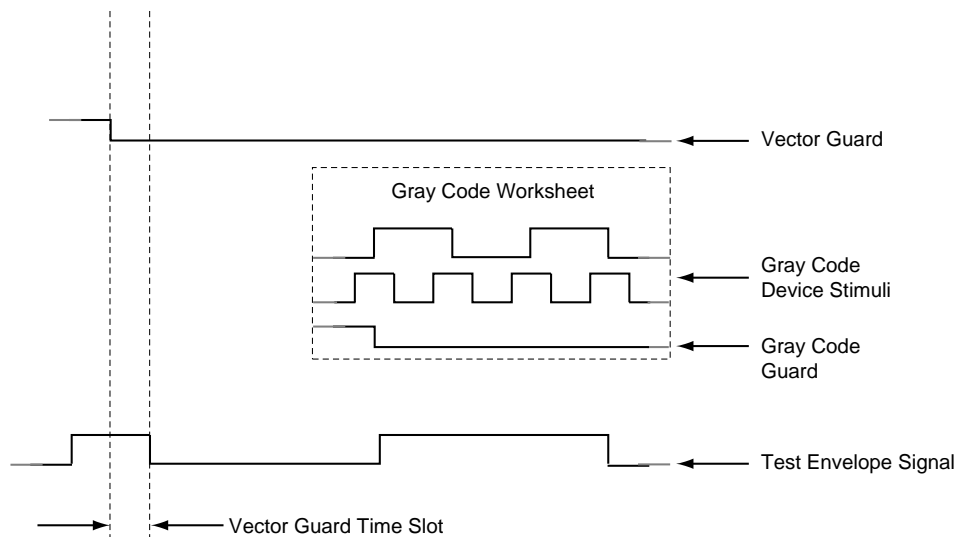 Vector Guard
Gray Code Worksheet
Gray Code
Device Stimuli
Gray Code
Guard
Test Envelope Signal
Vector Guard Time Slot